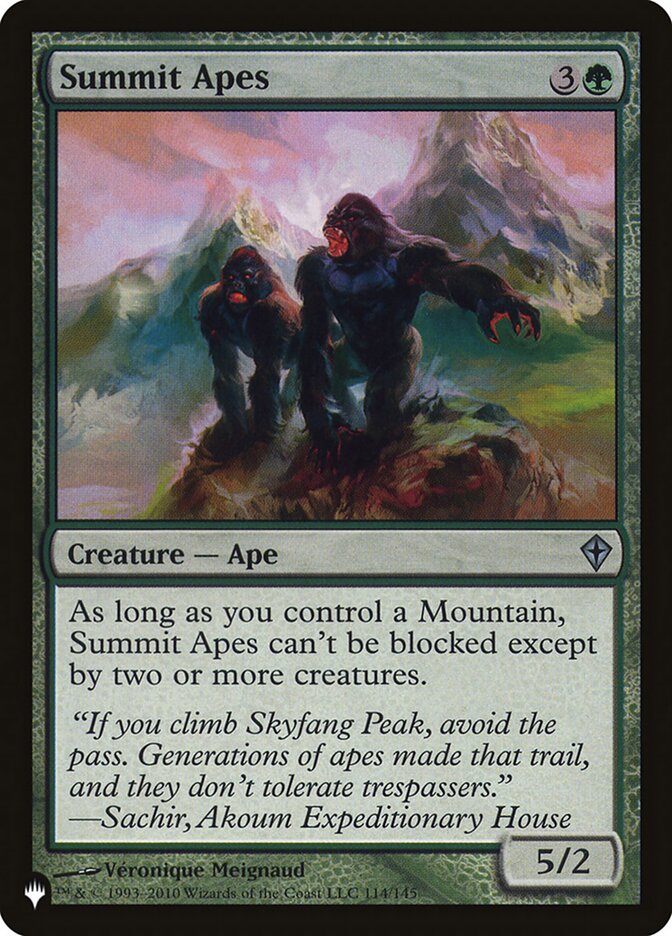 Summit Apes
3
Creature — Ape
As long as you control a Mountain,
Summit Apes can't be blocked except
by two or more creatures.
"If you climb Skyfang Peak, avoid the
pass. Generations of apes made that trail,
and they don't tolerate trespassers."
—Sachir, Akoum Expeditionary House
5/2
Véronique Meignaud
™ & © 1993–2010 Wizards of the Coast LLC 114/145